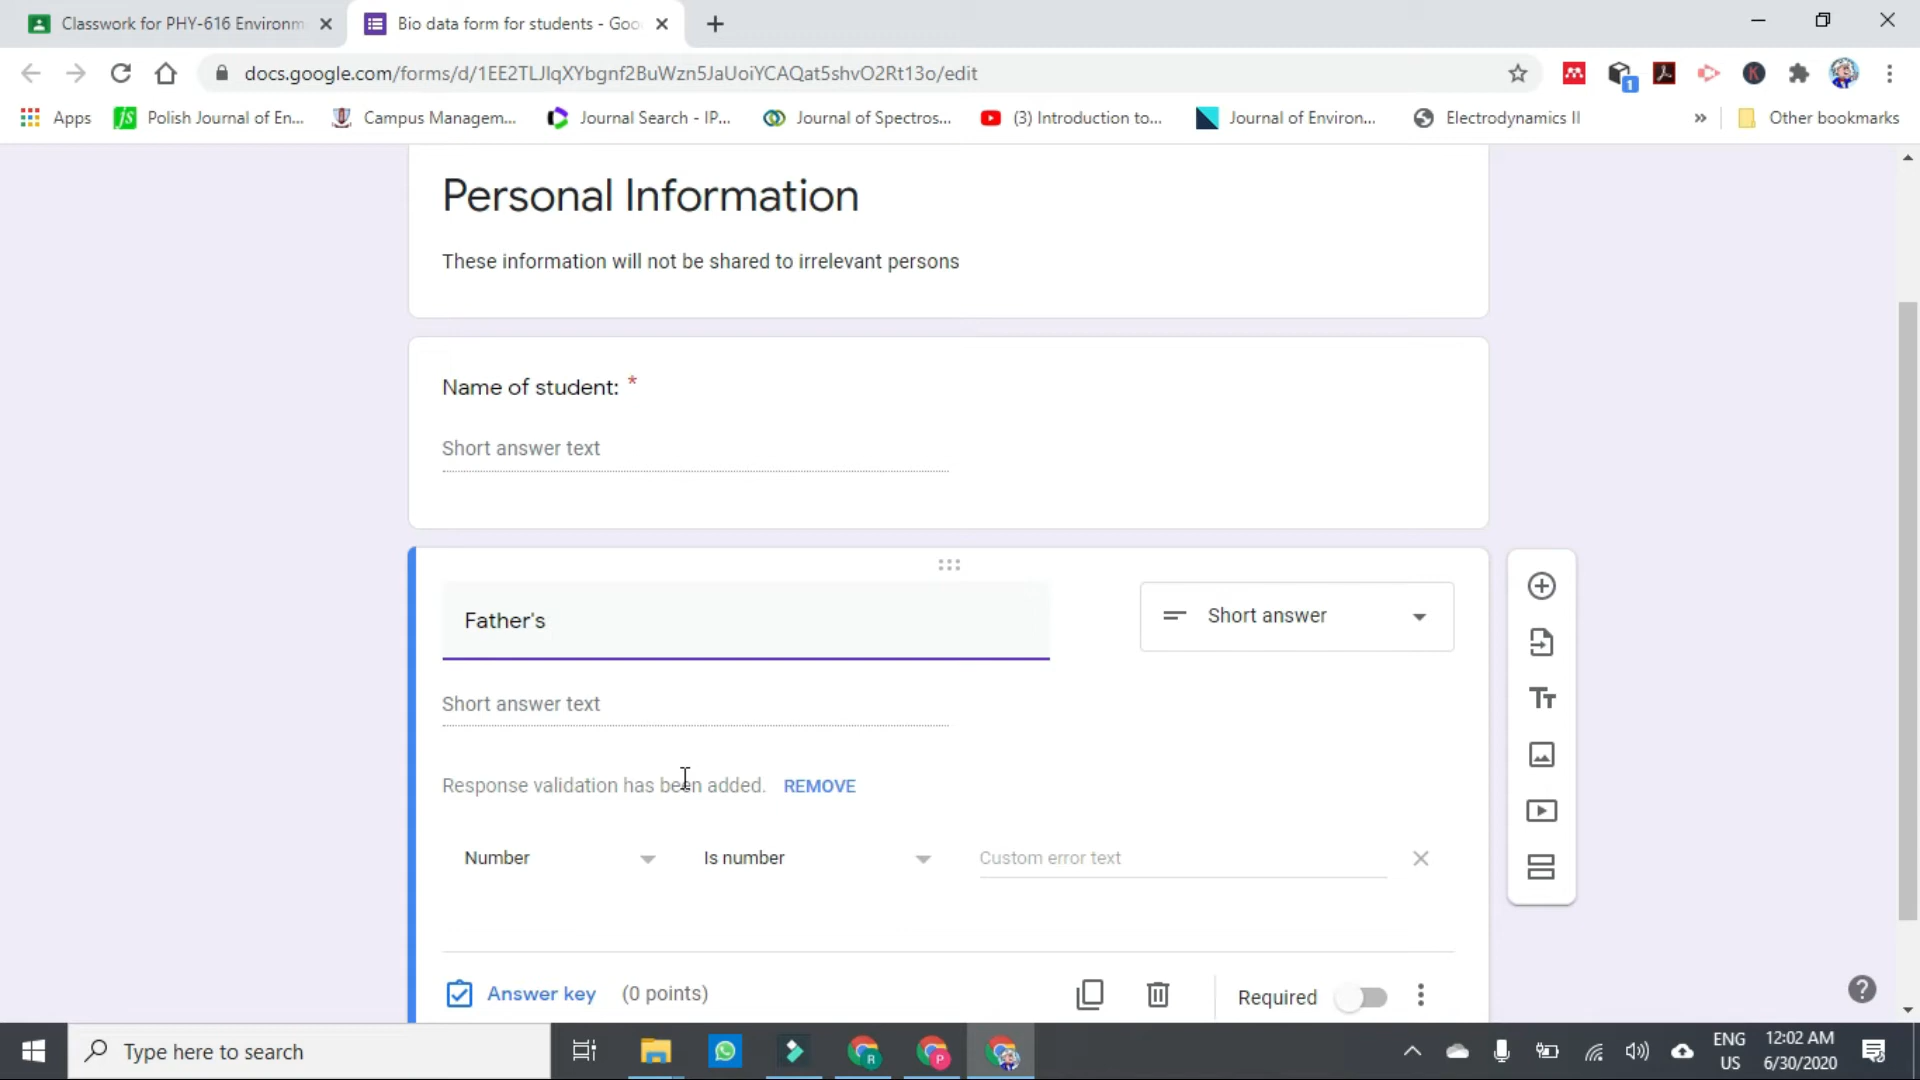 Classwork for PHY-616 Environm
Bio data form for students - Goo
docs.google.com/forms/d/1EE2TLJIqXYbgnf2BuWzn5JaUoiYCAQat5shvO2Rt13o/edit
K
1
Apps
Polish Journal of En...
Campus Managem...
Journal Search - IP...
Journal of Spectros...
(3) Introduction to...
Journal of Environ...
Electrodynamics II
»
Other bookmarks
Personal Information
These information will not be shared to irrelevant persons
Name of student: *
Short answer text
Father's
Short answer
Short answer text
Response validation has been added. REMOVE
Number
Is number
Custom error text
Answer key (0 points)
Required
Type here to search
R
P
ENG
US
12:02 AM
6/30/2020